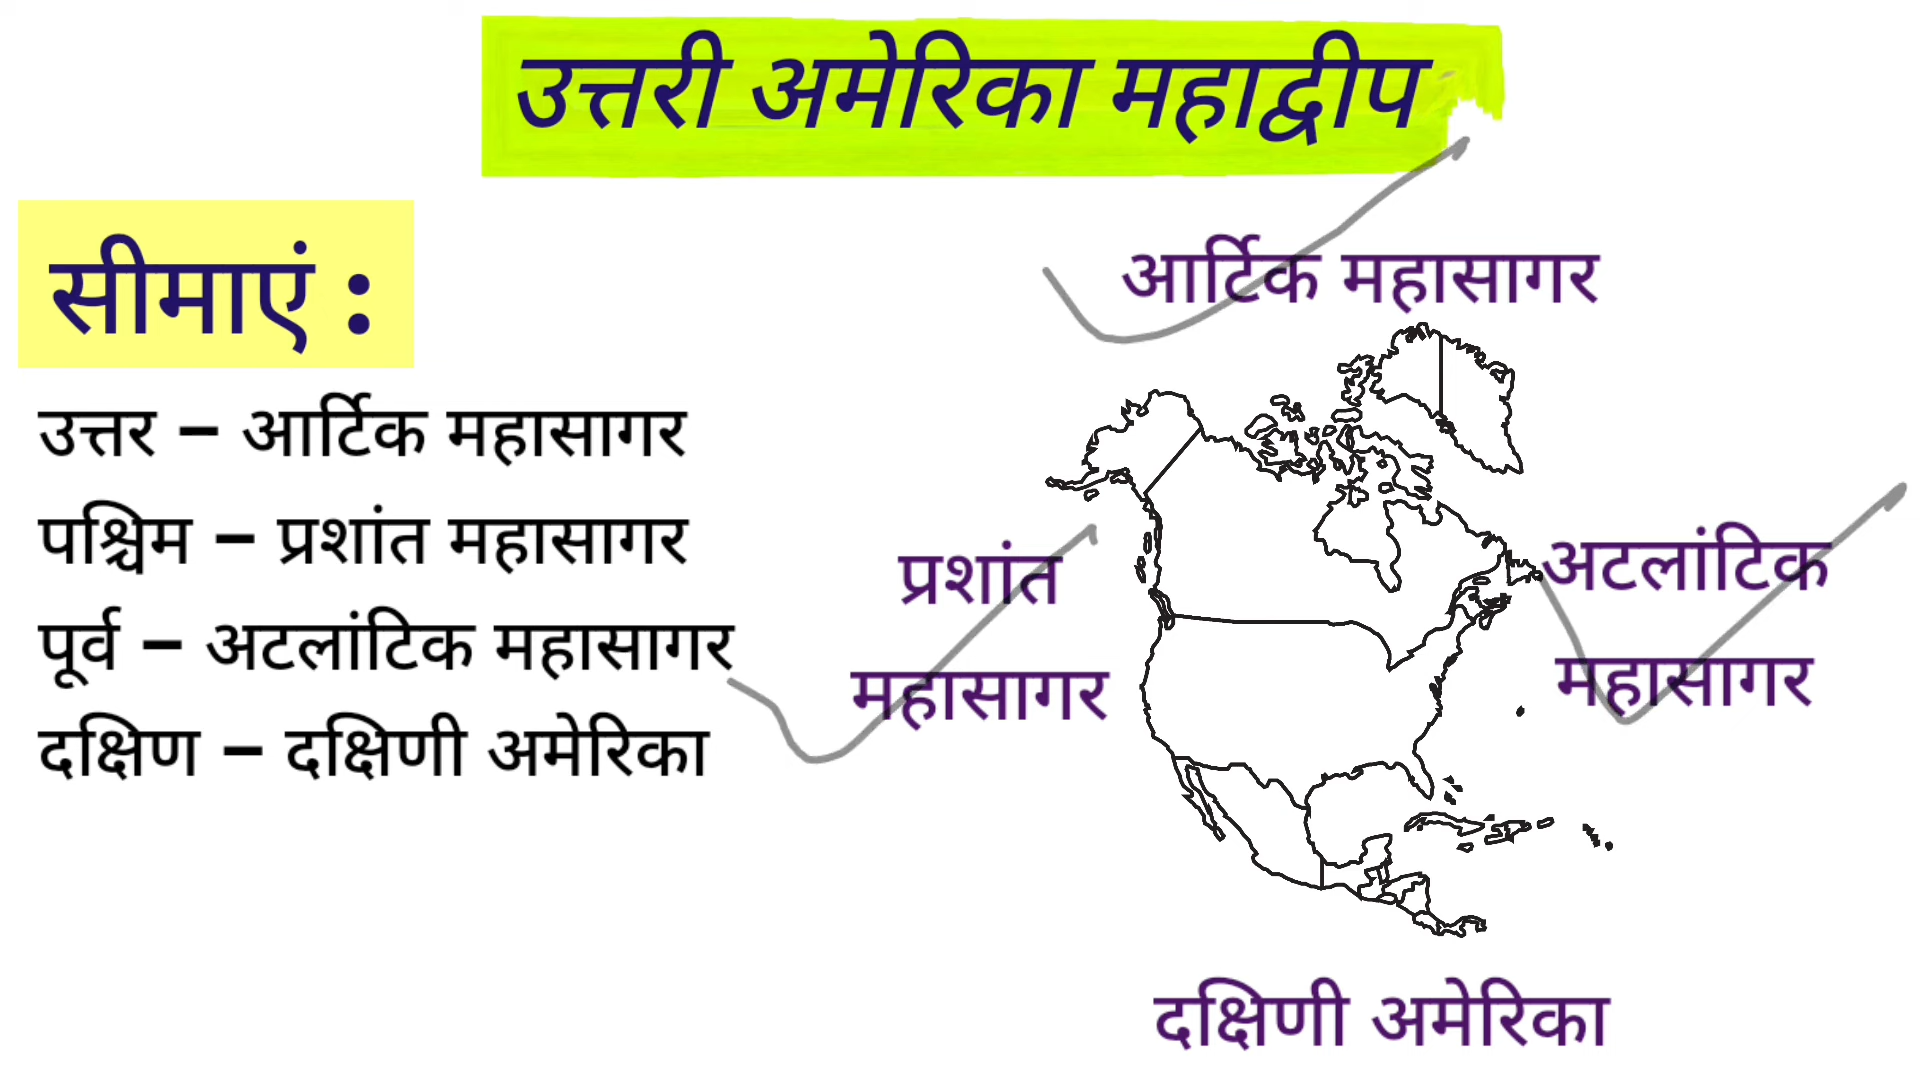 उत्तरी अमेरिका महाद्वीप
सीमाएं :
उत्तर – आर्टिक महासागर
पश्चिम – प्रशांत महासागर
पूर्व – अटलांटिक महासागर
दक्षिण – दक्षिणी अमेरिका
आर्टिक महासागर
प्रशांत
महासागर
अटलांटिक
महासागर
दक्षिणी अमेरिका